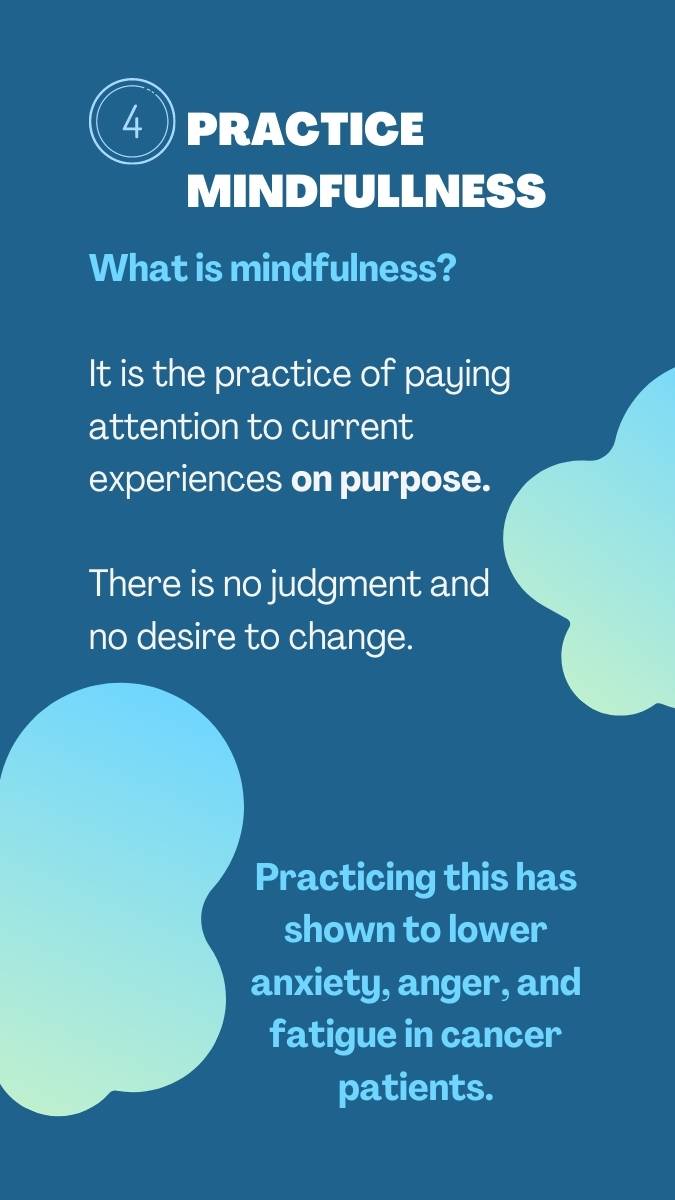 4
PRACTICE
MINDFULLNESS
What is mindfulness?
It is the practice of paying
attention to current
experiences on purpose.
There is no judgment and
no desire to change.
Practicing this has
shown to lower
anxiety, anger, and
fatigue in cancer
patients.